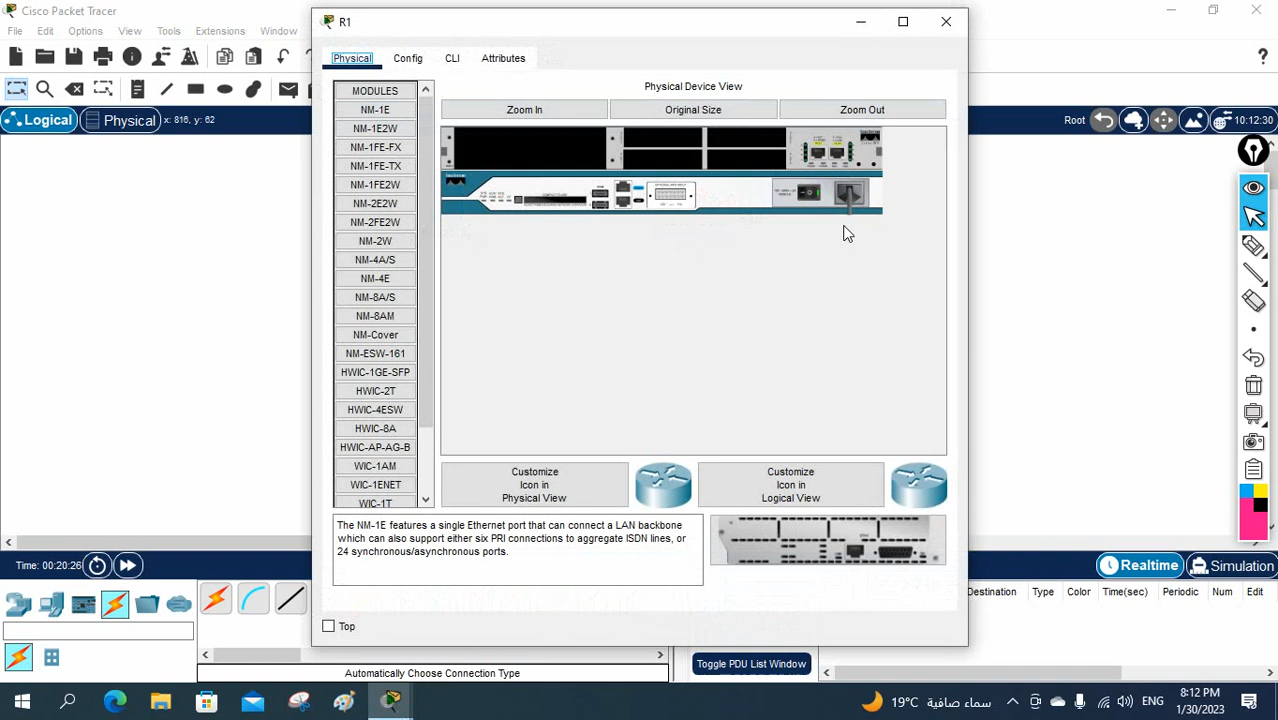 Cisco Packet Tracer
File Edit Options View Tools Extensions Window
Logical Physical x: 816, y: 62
Root 10:12:30
R1
Physical Config CLI Attributes
MODULES
NM-1E
NM-1E2W
NM-1FE-FX
NM-1FE-TX
NM-1FE2W
NM-2E2W
NM-2FE2W
NM-2W
NM-4A/S
NM-4E
NM-8A/S
NM-8AM
NM-Cover
NM-ESW-161
HWIC-1GE-SFP
HWIC-2T
HWIC-4ESW
HWIC-8A
HWIC-AP-AG-B
WIC-1AM
WIC-1ENET
WIC-1T
Physical Device View
Zoom In Original Size Zoom Out
Customize
Icon in
Physical View
Customize
Icon in
Logical View
The NM-1E features a single Ethernet port that can connect a LAN backbone
which can also support either six PRI connections to aggregate ISDN lines, or
24 synchronous/asynchronous ports.
Top
Time: 00:20:26
Realtime Simulation
Destination Type Color Time(sec) Periodic Num Edit
Automatically Choose Connection Type
Toggle PDU List Window
19°C سماء صافية
ENG
8:12 PM
1/30/2023